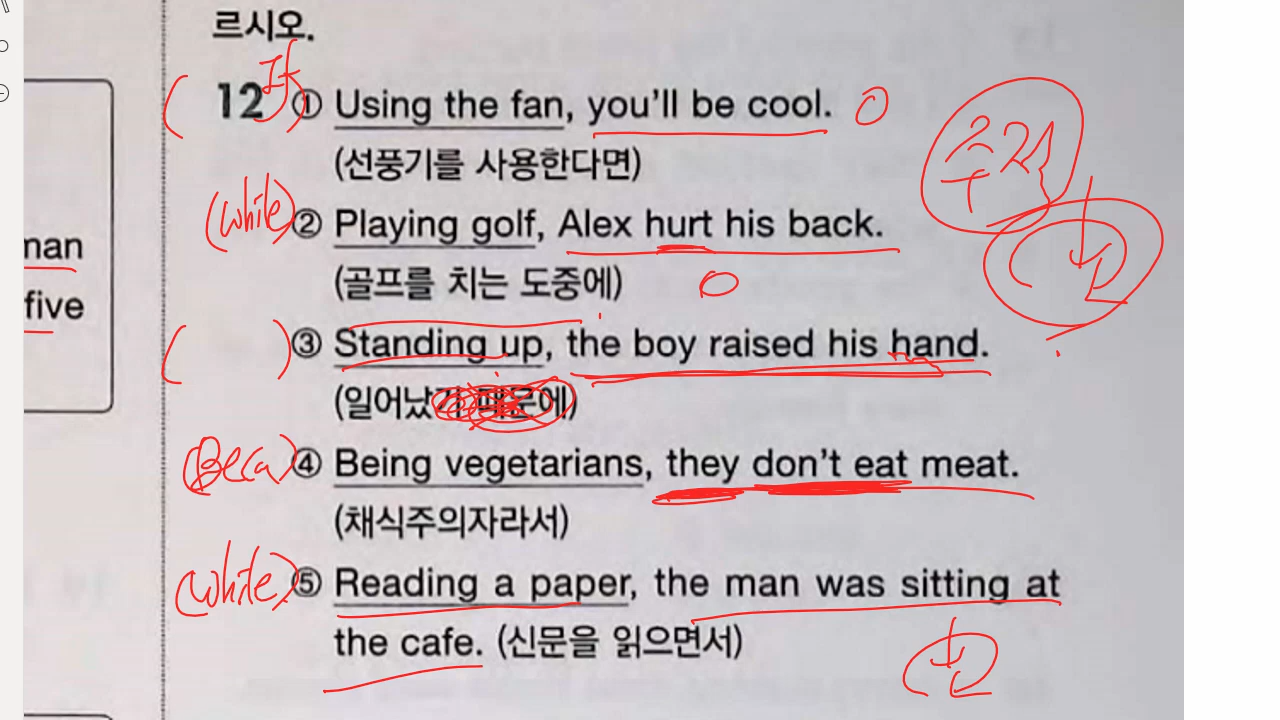 르시오.
If
12 ① Using the fan, you'll be cool.
(선풍기를 사용한다면)
(while) ② Playing golf, Alex hurt his back.
(골프를 치는 도중에)
man
five
( ) ③ Standing up, the boy raised his hand.
(일어났기 때문에)
(Beca) ④ Being vegetarians, they don't eat meat.
(채식주의자라서)
(while) ⑤ Reading a paper, the man was sitting at
the cafe. (신문을 읽으면서)